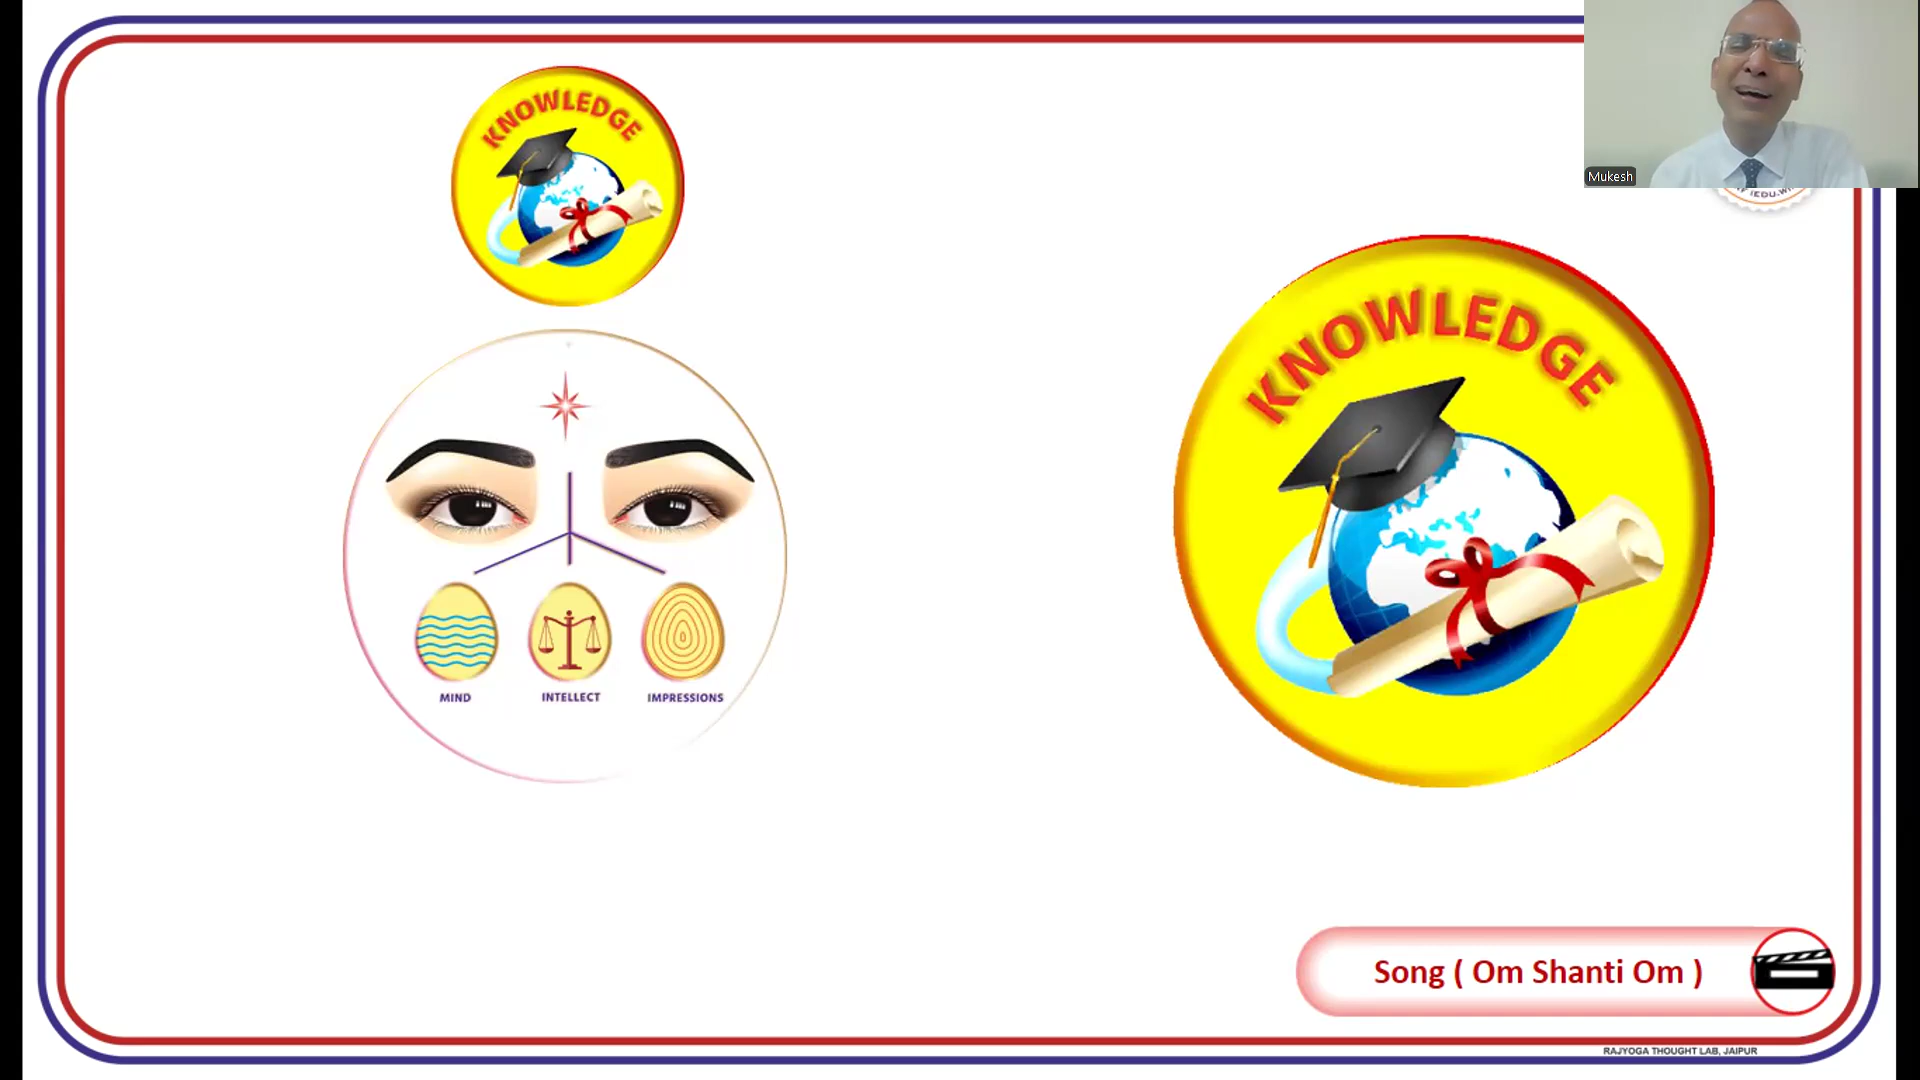 KNOWLEDGE
Mukesh
KNOWLEDGE
MIND
INTELLECT
IMPRESSIONS
Song ( Om Shanti Om )
RAJYOGA THOUGHT LAB, JAIPUR